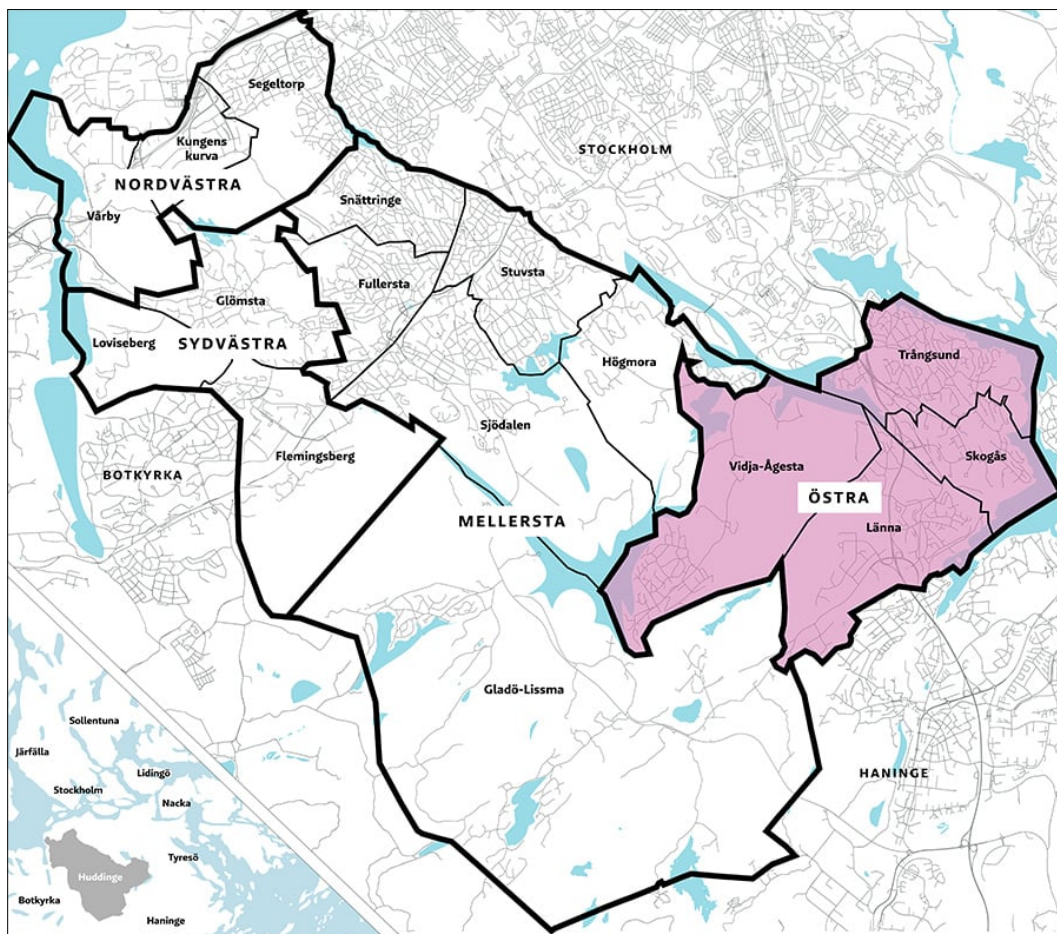 Segeltorp
Kungens
kurva
STOCKHOLM
NORDVÄSTRA
Snättringe
Vårby
Stuvsta
Fullersta
Glömsta
Loviseberg
SYDVÄSTRA
Högmora
Trångsund
Sjödalen
Flemingsberg
Skogås
BOTKYRKA
Vidja-Ågesta
ÖSTRA
MELLERSTA
Länna
Gladö-Lissma
HANINGE
Sollentuna
Järfälla
Lidingö
Stockholm
Nacka
Tyresö
Huddinge
Botkyrka
Haninge